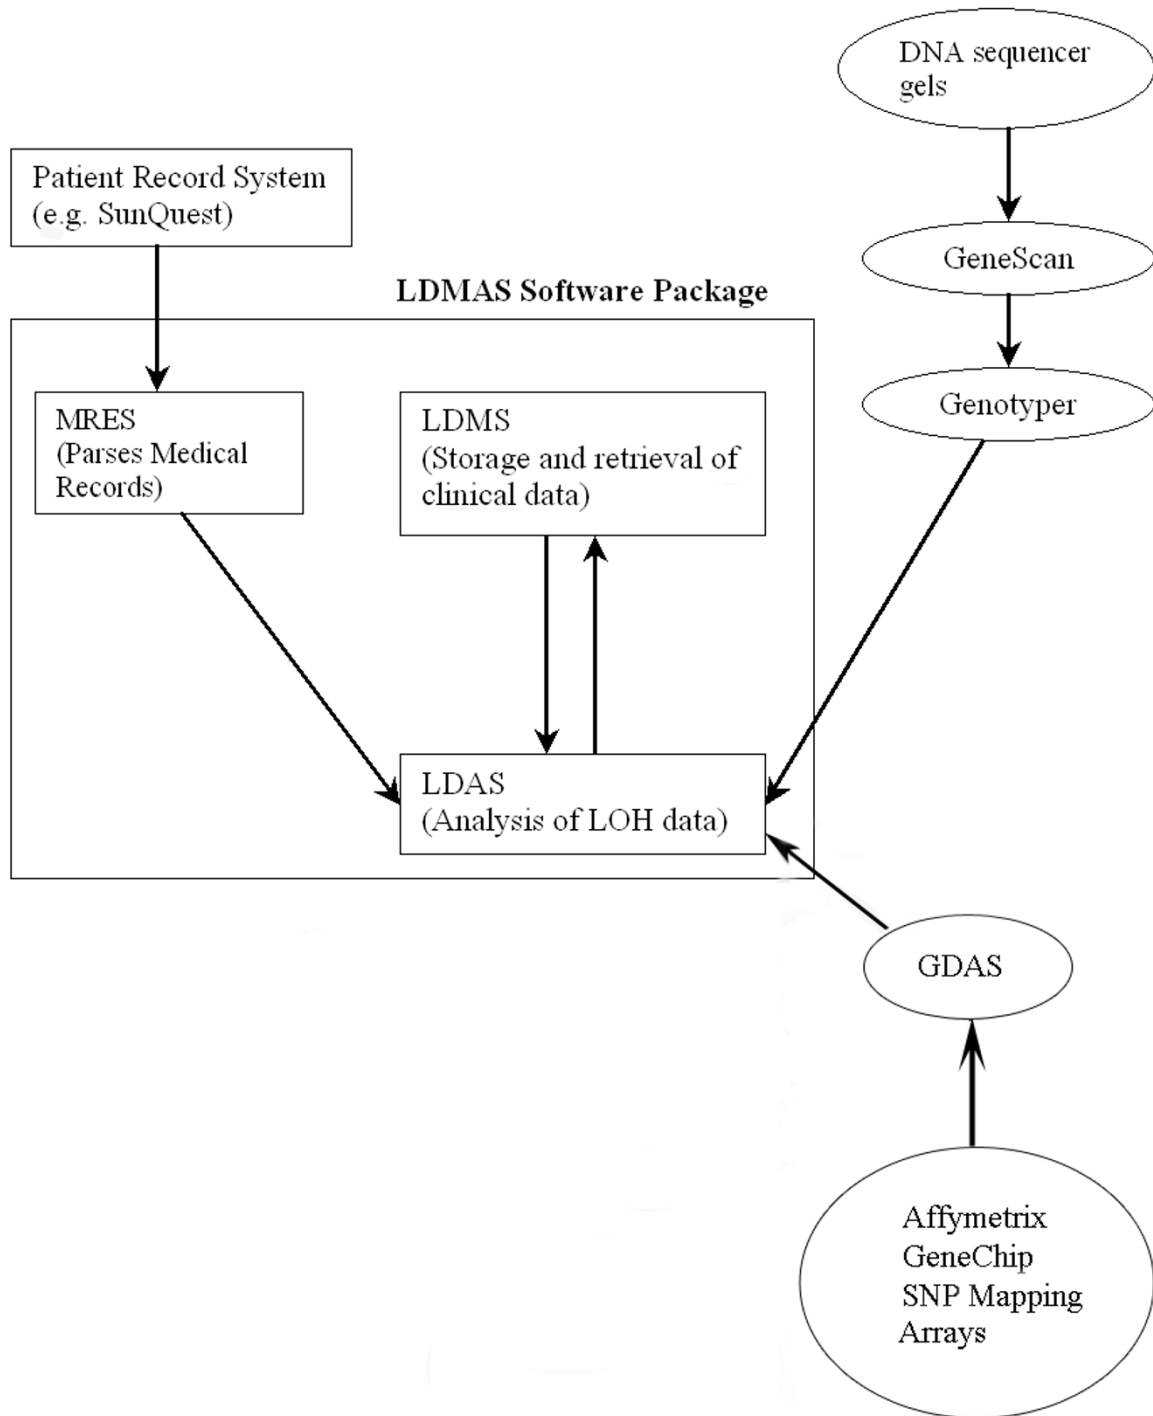 DNA sequencer
gels
Patient Record System
(e.g. SunQuest)
GeneScan
LDMAS Software Package
Genotyper
MRES
(Parses Medical
Records)
LDMS
(Storage and retrieval of
clinical data)
LDAS
(Analysis of LOH data)
GDAS
Affymetrix
GeneChip
SNP Mapping
Arrays